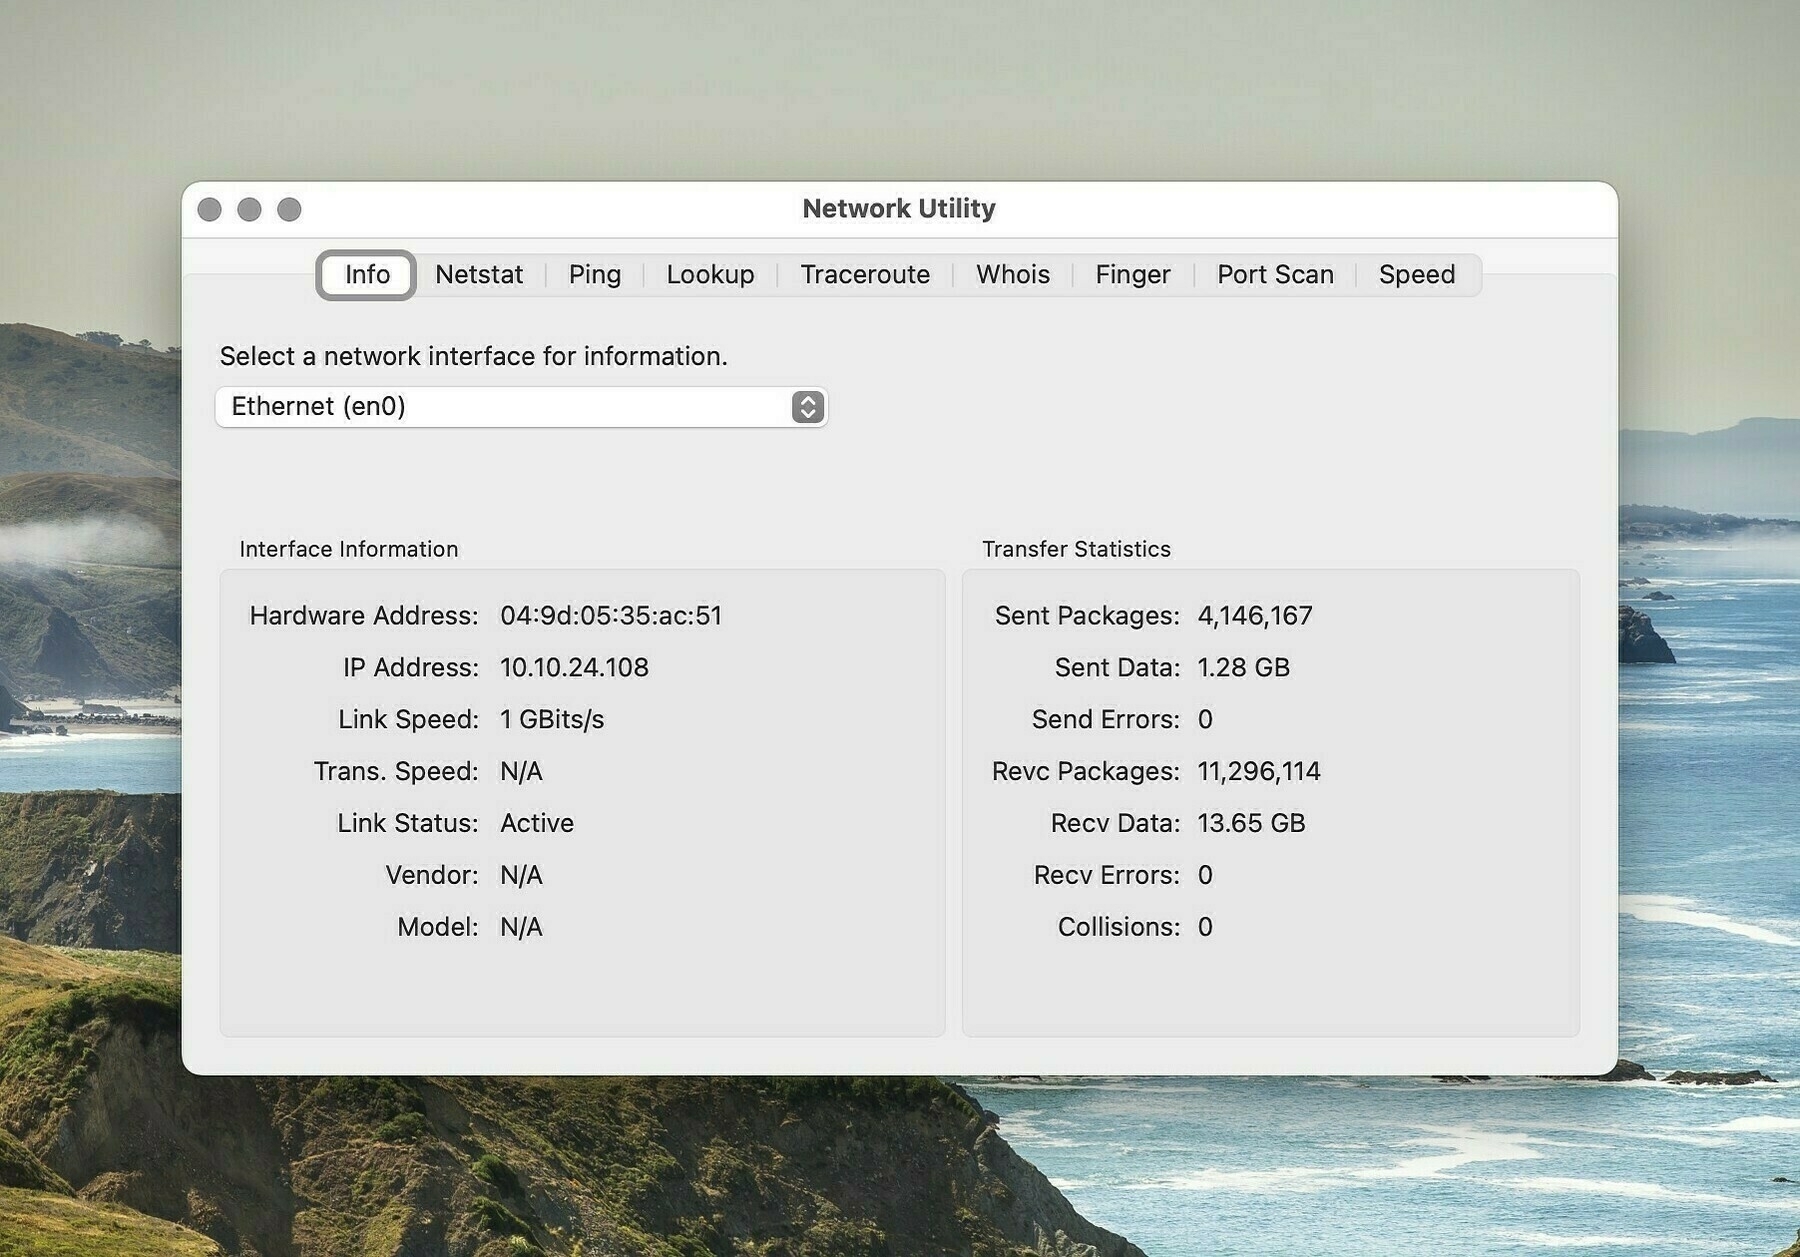 Network Utility
Info Netstat Ping Lookup Traceroute Whois Finger Port Scan Speed
Select a network interface for information.
Ethernet (en0)
Interface Information
Hardware Address: 04:9d:05:35:ac:51
IP Address: 10.10.24.108
Link Speed: 1 GBits/s
Trans. Speed: N/A
Link Status: Active
Vendor: N/A
Model: N/A
Transfer Statistics
Sent Packages: 4,146,167
Sent Data: 1.28 GB
Send Errors: 0
Revc Packages: 11,296,114
Recv Data: 13.65 GB
Recv Errors: 0
Collisions: 0